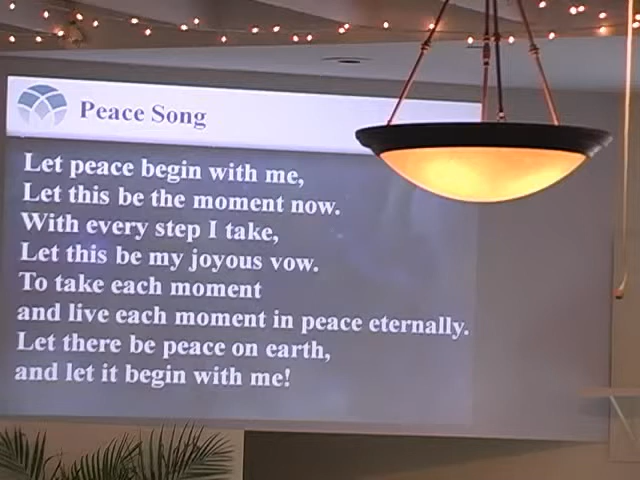 Peace Song
Let peace begin with me,
Let this be the moment now.
With every step I take,
Let this be my joyous vow.
To take each moment
and live each moment in peace eternally.
Let there be peace on earth,
and let it begin with me!